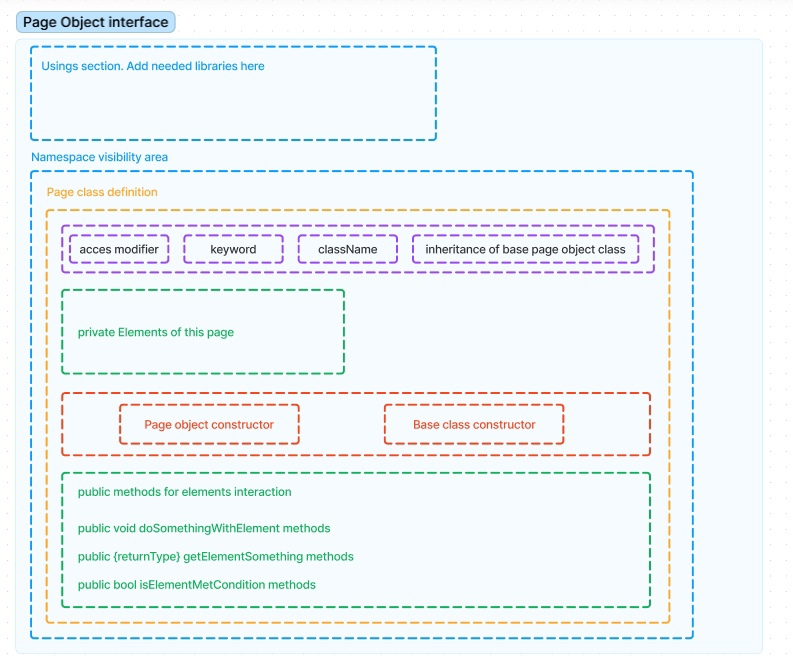 Page Object interface
Usings section. Add needed libraries here
Namespace visibility area
Page class definition
acces modifier
keyword
className
inheritance of base page object class
private Elements of this page
Page object constructor
Base class constructor
public methods for elements interaction
public void doSomethingWithElement methods
public {returnType} getElementSomething methods
public bool isElementMetCondition methods